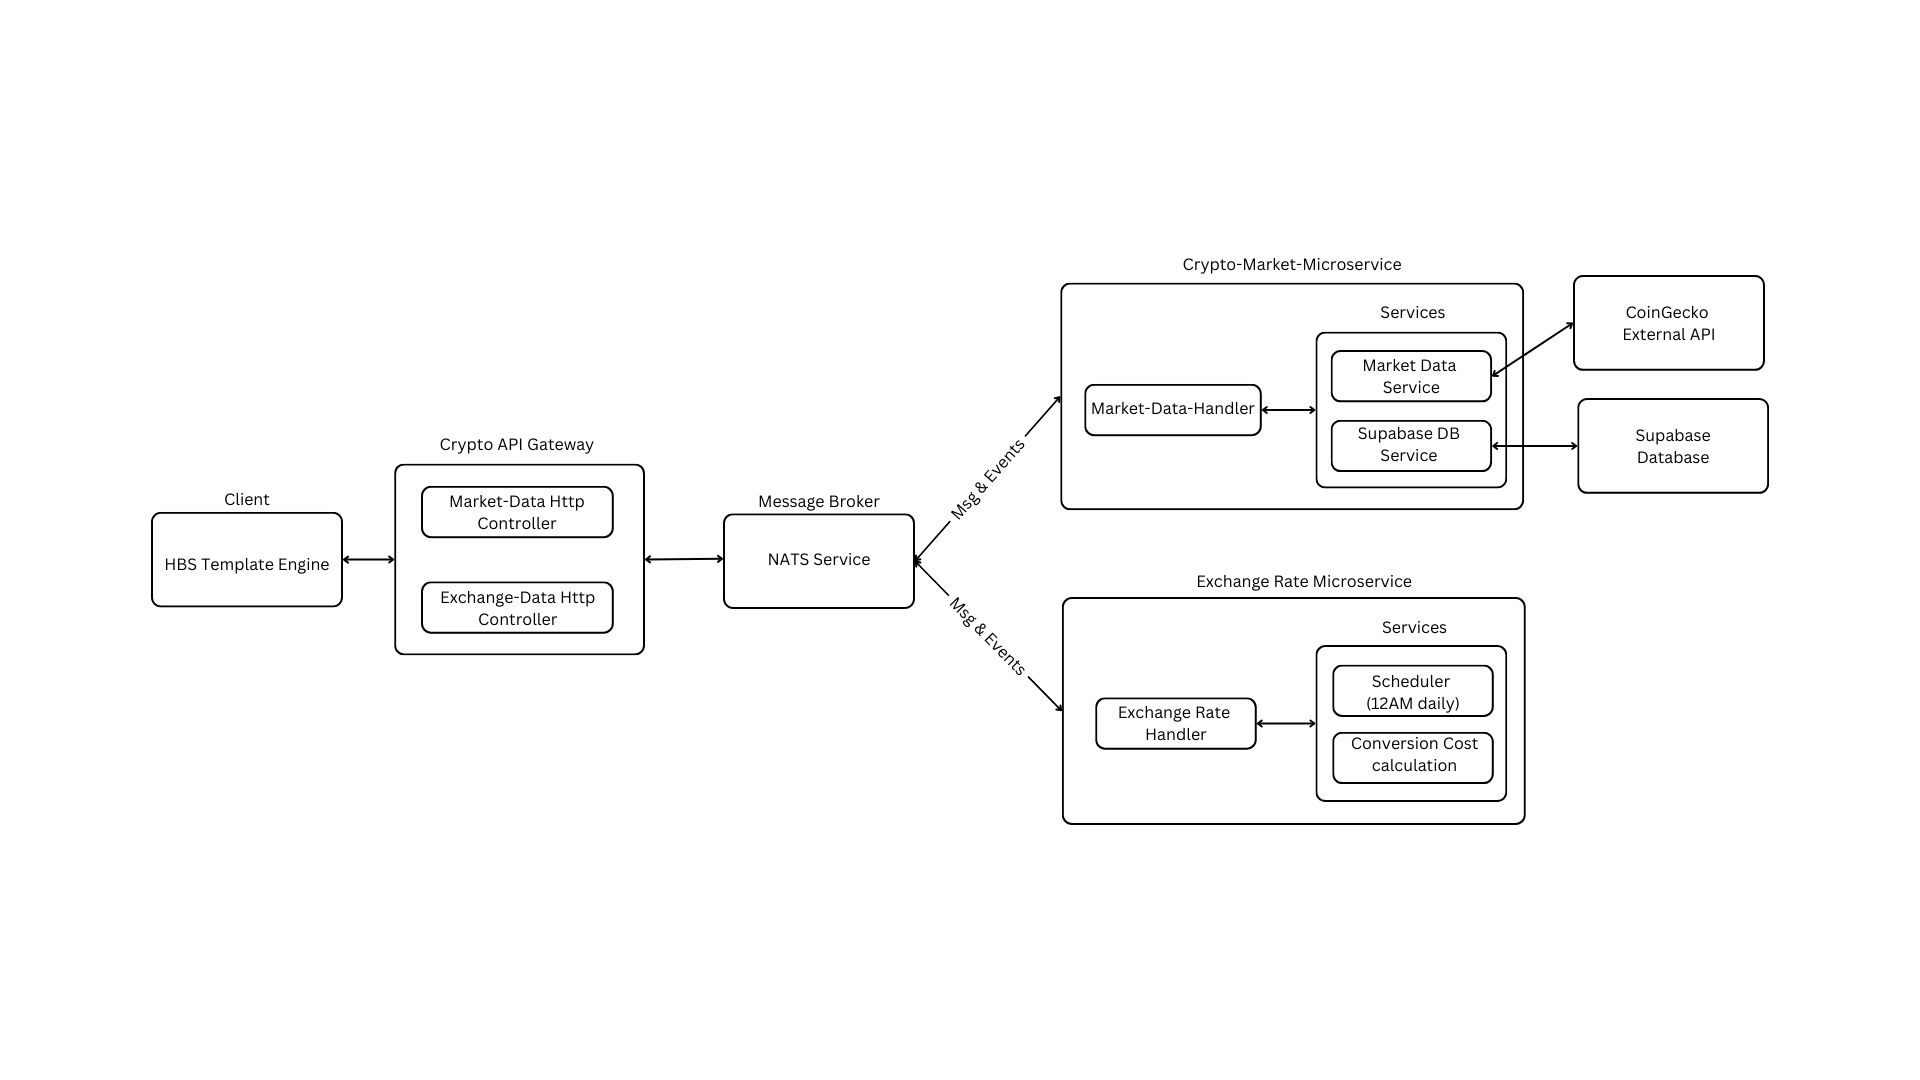 Client
HBS Template Engine
Crypto API Gateway
Market-Data Http
Controller
Exchange-Data Http
Controller
Message Broker
NATS Service
Msg & Events
Msg & Events
Crypto-Market-Microservice
Market-Data-Handler
Services
Market Data
Service
Supabase DB
Service
CoinGecko
External API
Supabase
Database
Exchange Rate Microservice
Exchange Rate
Handler
Services
Scheduler
(12AM daily)
Conversion Cost
calculation